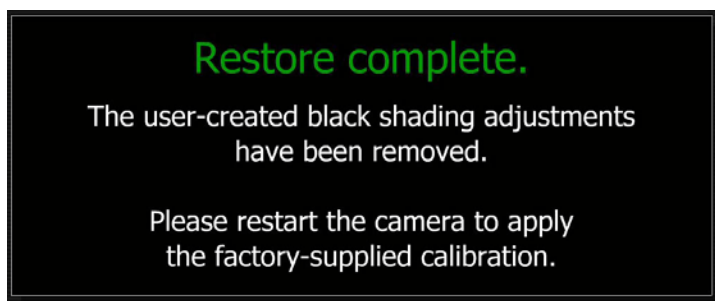 Restore complete.
The user-created black shading adjustments
have been removed.
Please restart the camera to apply
the factory-supplied calibration.